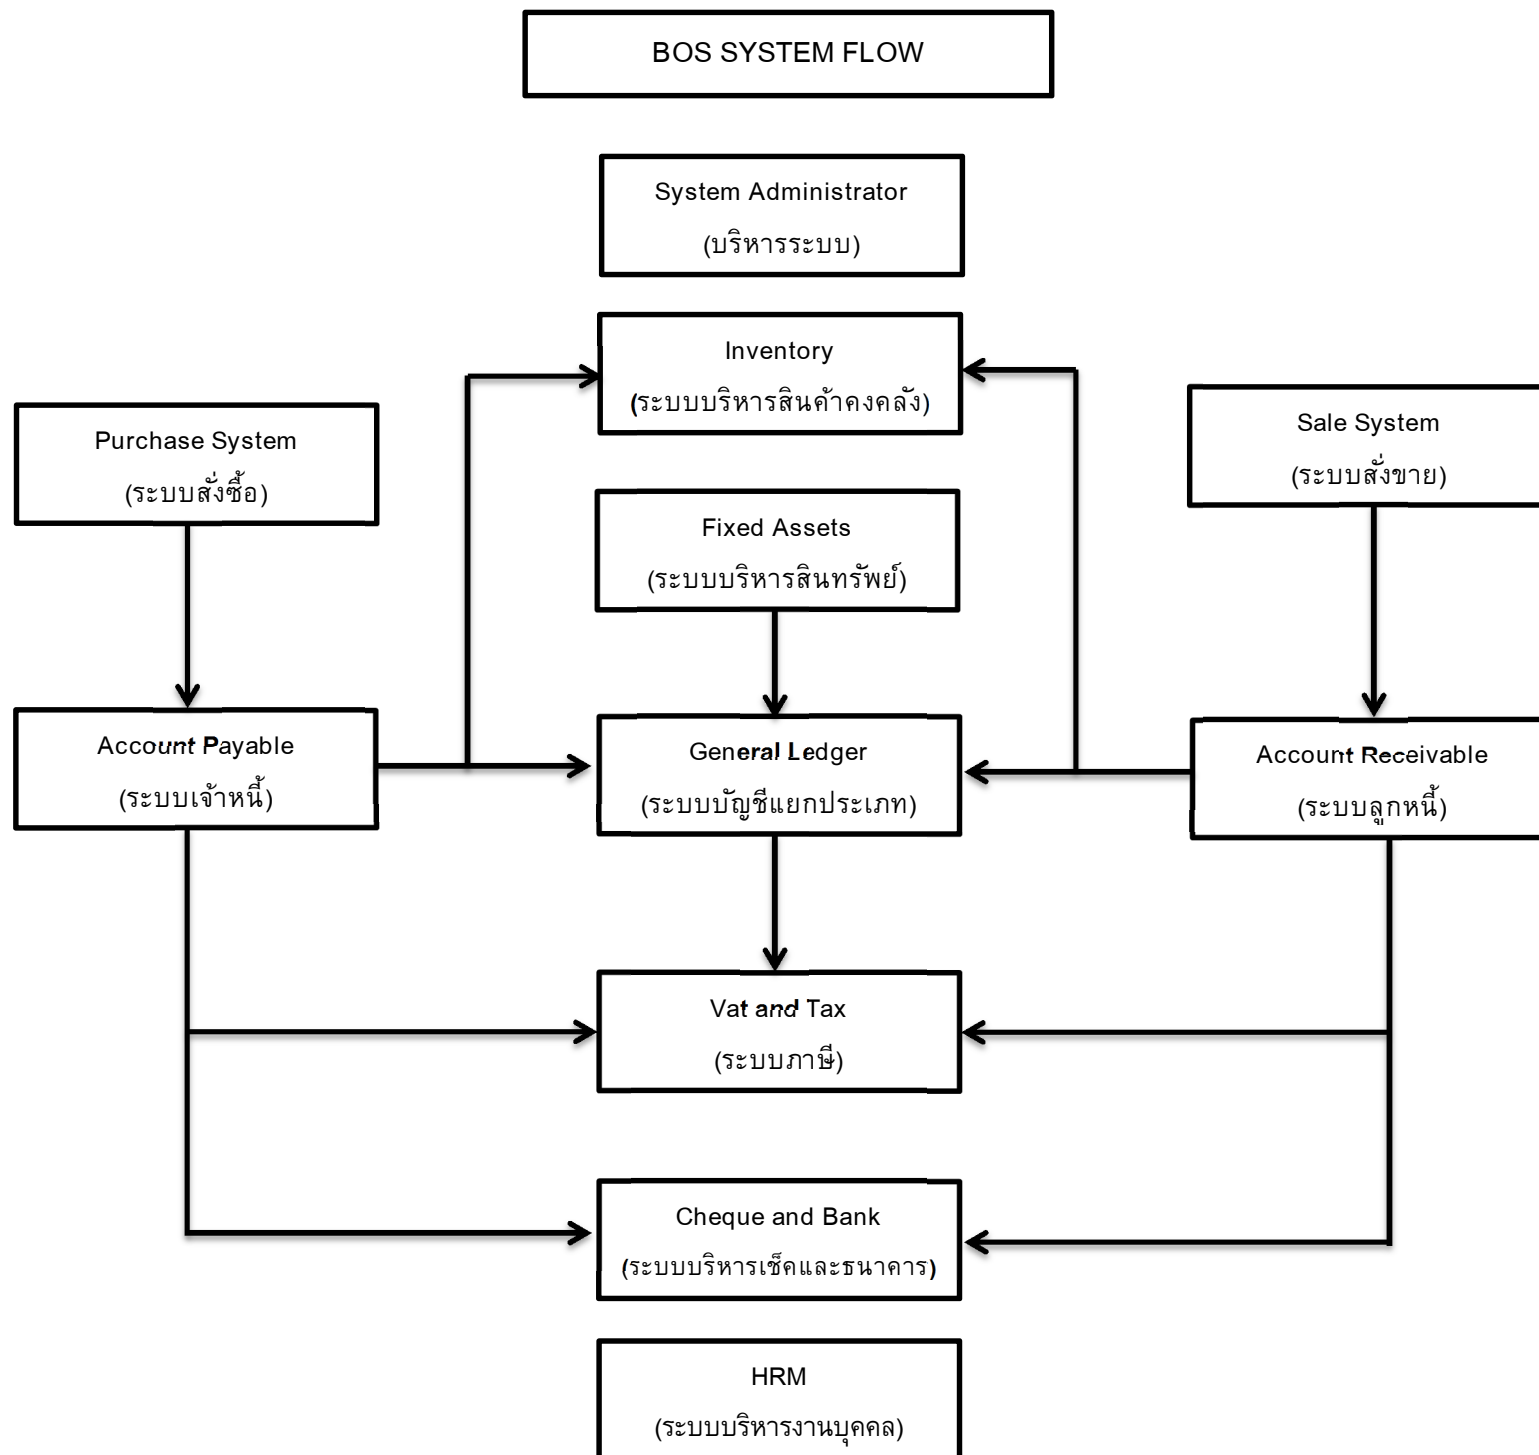 BOS SYSTEM FLOW
System Administrator
(บริหารระบบ)
Inventory
(ระบบบริหารสินค้าคงคลัง)
Purchase System
(ระบบสั่งซื้อ)
Sale System
(ระบบสั่งขาย)
Fixed Assets
(ระบบบริหารสินทรัพย์)
Account Payable
(ระบบเจ้าหนี้)
General Ledger
(ระบบบัญชีแยกประเภท)
Account Receivable
(ระบบลูกหนี้)
Vat and Tax
(ระบบภาษี)
Cheque and Bank
(ระบบบริหารเช็คและธนาคาร)
HRM
(ระบบบริหารงานบุคคล)